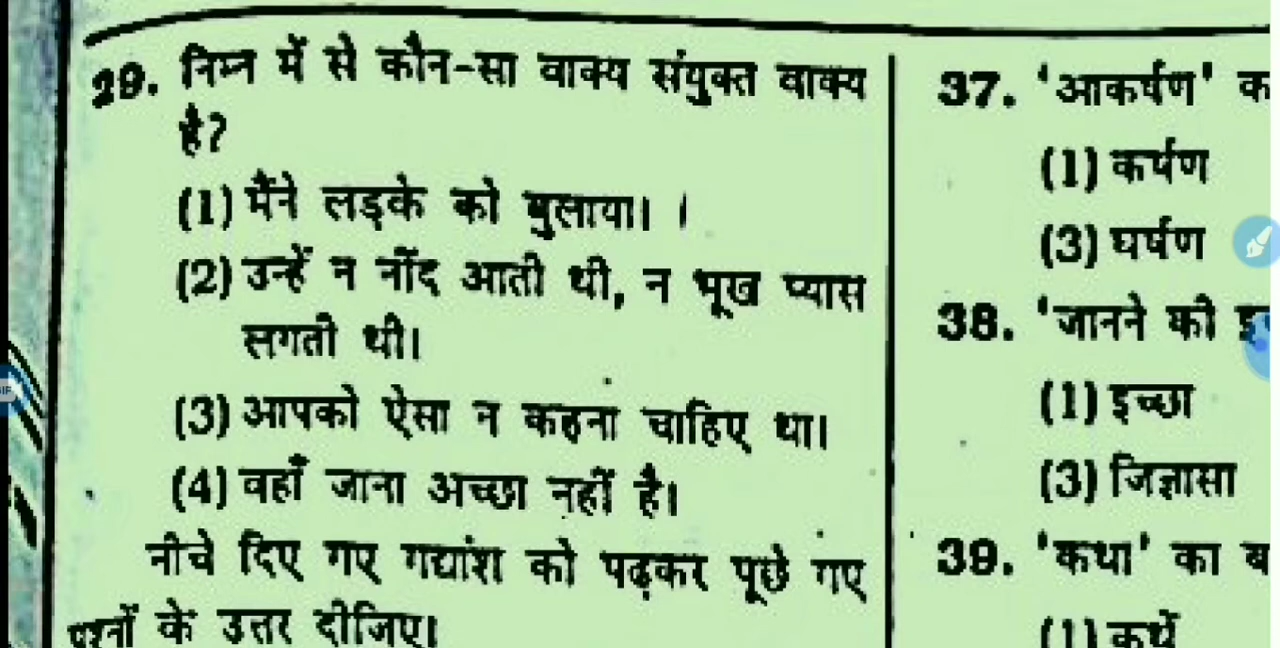 29. निम्न में से कौन-सा वाक्य संयुक्त वाक्य
है?
(1) मैंने लड़के को बुलाया।
(2) उन्हें न नींद आती थी, न भूख प्यास
लगती थी।
(3) आपको ऐसा न कहना चाहिए था।
(4) वहाँ जाना अच्छा नहीं है।
नीचे दिए गए गद्यांश को पढ़कर पूछे गए
प्रश्नों के उत्तर दीजिए।
37. 'आकर्षण' क
(1) कर्षण
(3) घर्षण
38. 'जानने की
(1) इच्छा
(3) जिज्ञासा
39. 'कथा' का ब
(1) कथें